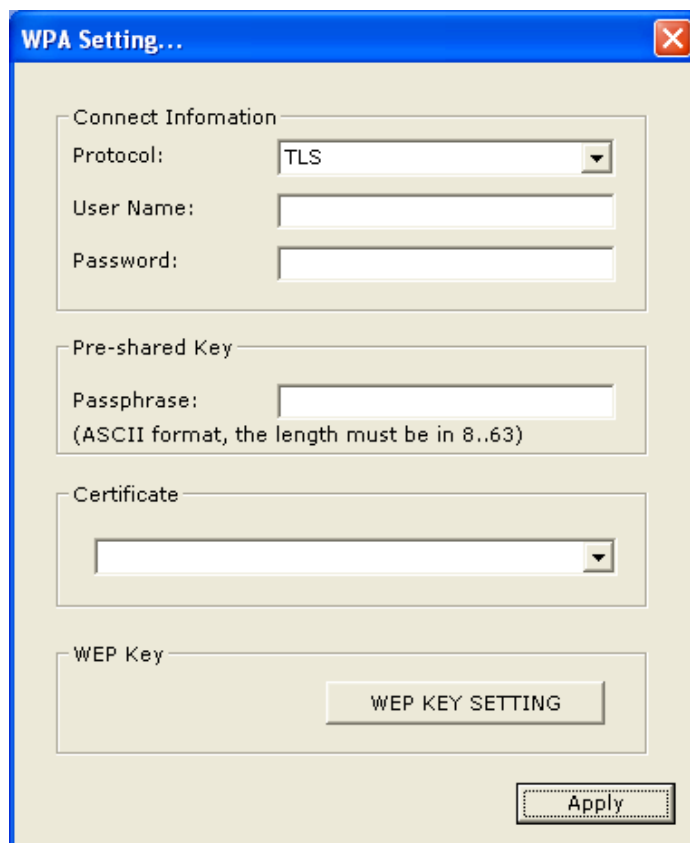 WPA Setting...
Connect Infomation
Protocol: TLS
User Name:
Password:
Pre-shared Key
Passphrase:
(ASCII format, the length must be in 8..63)
Certificate
WEP Key
WEP KEY SETTING
Apply